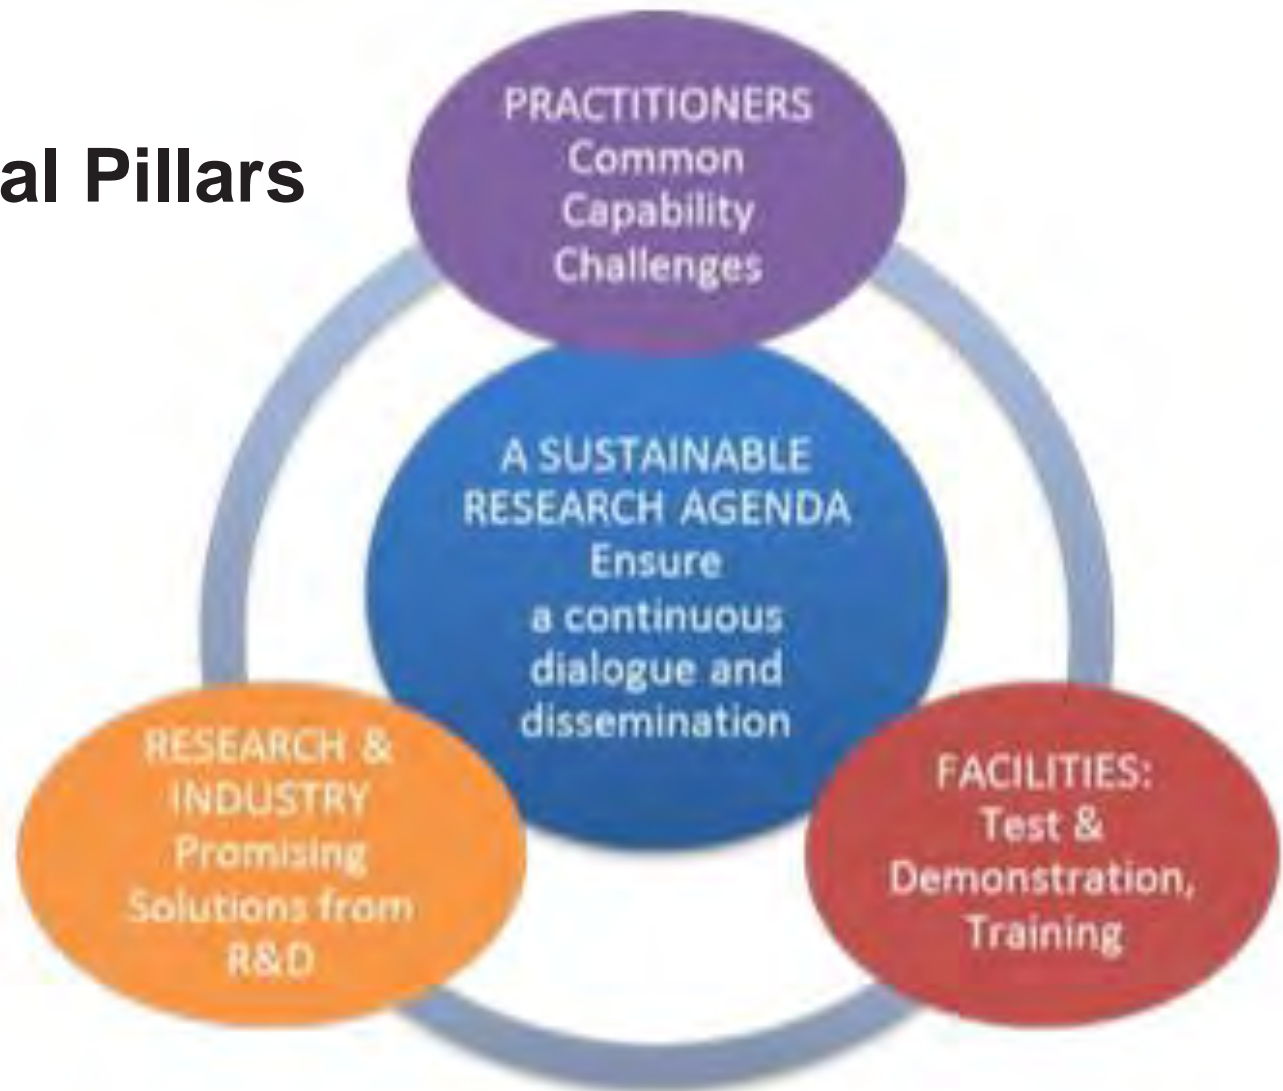 al Pillars
PRACTITIONERS
Common
Capability
Challenges
A SUSTAINABLE
RESEARCH AGENDA
Ensure
a continuous
dialogue and
dissemination
RESEARCH &
INDUSTRY
Promising
Solutions from
R&D
FACILITIES:
Test &
Demonstration,
Training